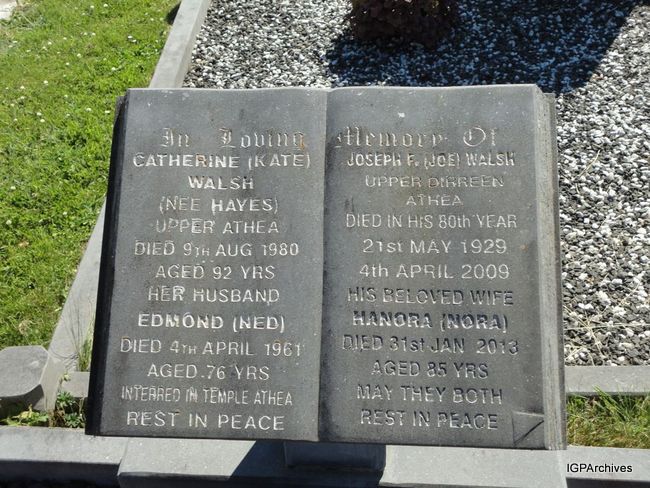 In Loving Memory Of
CATHERINE (KATE)
WALSH
(NEE HAYES)
UPPER ATHEA
DIED 9TH AUG 1980
AGED 92 YRS
HER HUSBAND
EDMOND (NED)
DIED 4TH APRIL 1961
AGED 76 YRS
INTERRED IN TEMPLE ATHEA
REST IN PEACE
JOSEPH F. (JOE) WALSH
UPPER DIRREEN
ATHEA
DIED IN HIS 80th YEAR
21st MAY 1929
4th APRIL 2009
HIS BELOVED WIFE
HANORA (NORA)
DIED 31st JAN 2013
AGED 85 YRS
MAY THEY BOTH
REST IN PEACE
IGPArchives